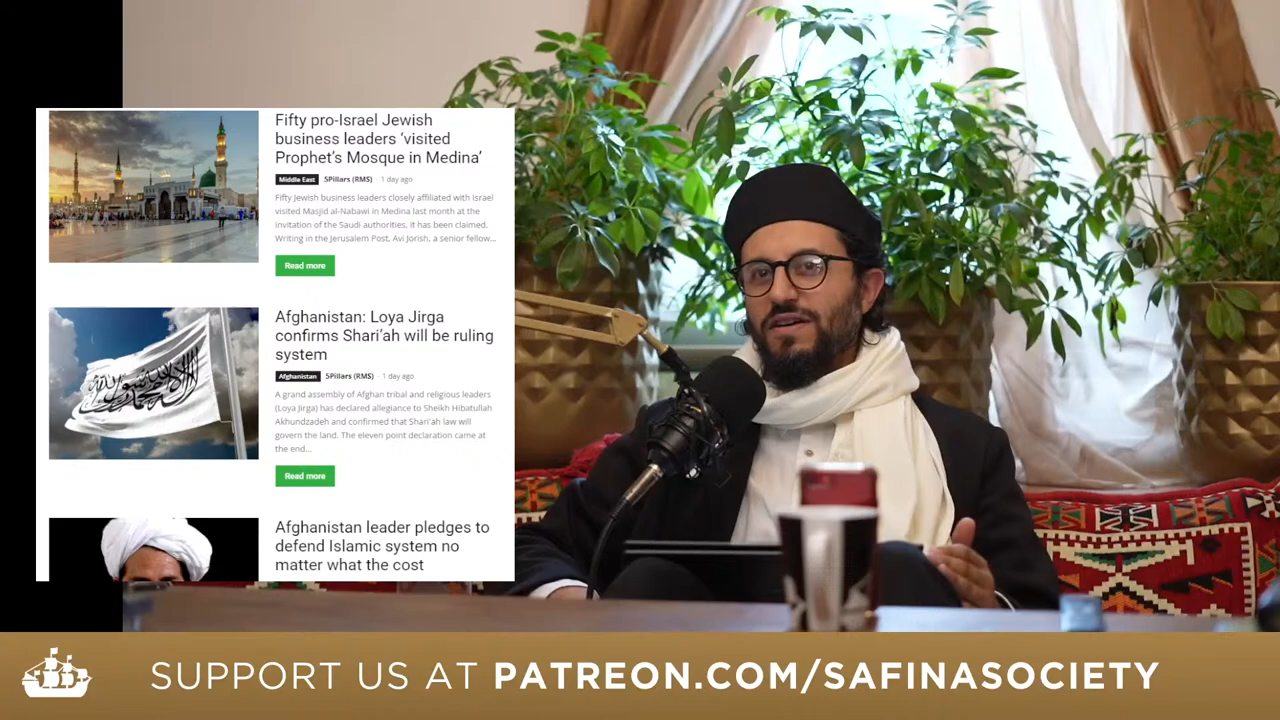 Fifty pro-Israel Jewish
business leaders ‘visited
Prophet’s Mosque in Medina’
Middle East 5Pillars (RMS) - 1 day ago
Fifty Jewish business leaders closely affiliated with Israel
visited Masjid al-Nabawi in Medina last month at the
invitation of the Saudi authorities, it has been claimed.
Writing in the Jerusalem Post, Avi Jorish, a senior fellow...
Read more
Afghanistan: Loya Jirga
confirms Shari’ah will be ruling
system
Afghanistan 5Pillars (RMS) - 1 day ago
A grand assembly of Afghan tribal and religious leaders
(Loya Jirga) has declared allegiance to Sheikh Hibatullah
Akhundzadeh and confirmed that Shari'ah law will
govern the land. The eleven point declaration came at
the end...
Read more
Afghanistan leader pledges to
defend Islamic system no
matter what the cost
SUPPORT US AT PATREON.COM/SAFINASOCIETY